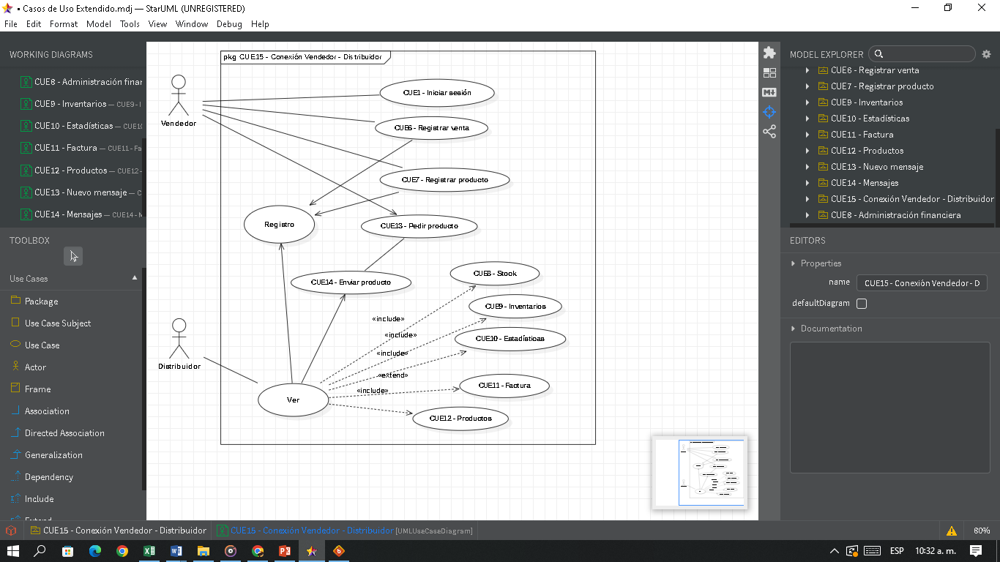 • Casos de Uso Extendido.mdj — StarUML (UNREGISTERED)
File Edit Format Model Tools View Window Debug Help
WORKING DIAGRAMS
CUE8 - Administración finan
CUE9 - Inventarios — CUE9 - I
CUE10 - Estadísticas — CUE10
CUE11 - Factura — CUE11 - Fa
CUE12 - Productos — CUE12 -
CUE13 - Nuevo mensaje — C
CUE14 - Mensajes — CUE14 - M
TOOLBOX
Use Cases
Package
Use Case Subject
Use Case
Actor
Frame
Association
Directed Association
Generalization
Dependency
Include
Extend
pkg CUE15 - Conexión Vendedor - Distribuidor
Vendedor
CUE1 - Iniciar sesión
CUE6 - Registrar venta
CUE7 - Registrar producto
Registro
CUE13 - Pedir producto
CUE14 - Enviar producto
CUE8 - Stock
CUE9 - Inventarios
«include»
«include»
CUE10 - Estadísticas
«include»
Distribuidor
«extend»
CUE11 - Factura
«include»
Ver
CUE12 - Productos
MODEL EXPLORER
CUE6 - Registrar venta
CUE7 - Registrar producto
CUE9 - Inventarios
CUE10 - Estadísticas
CUE11 - Factura
CUE12 - Productos
CUE13 - Nuevo mensaje
CUE14 - Mensajes
CUE15 - Conexión Vendedor - Distribuidor
CUE8 - Administración financiera
EDITORS
Properties
name CUE15 - Conexión Vendedor - D
defaultDiagram
Documentation
CUE15 - Conexión Vendedor - Distribuidor CUE15 - Conexión Vendedor - Distribuidor [UMLUseCaseDiagram] 80%
ESP 10:32 a. m.